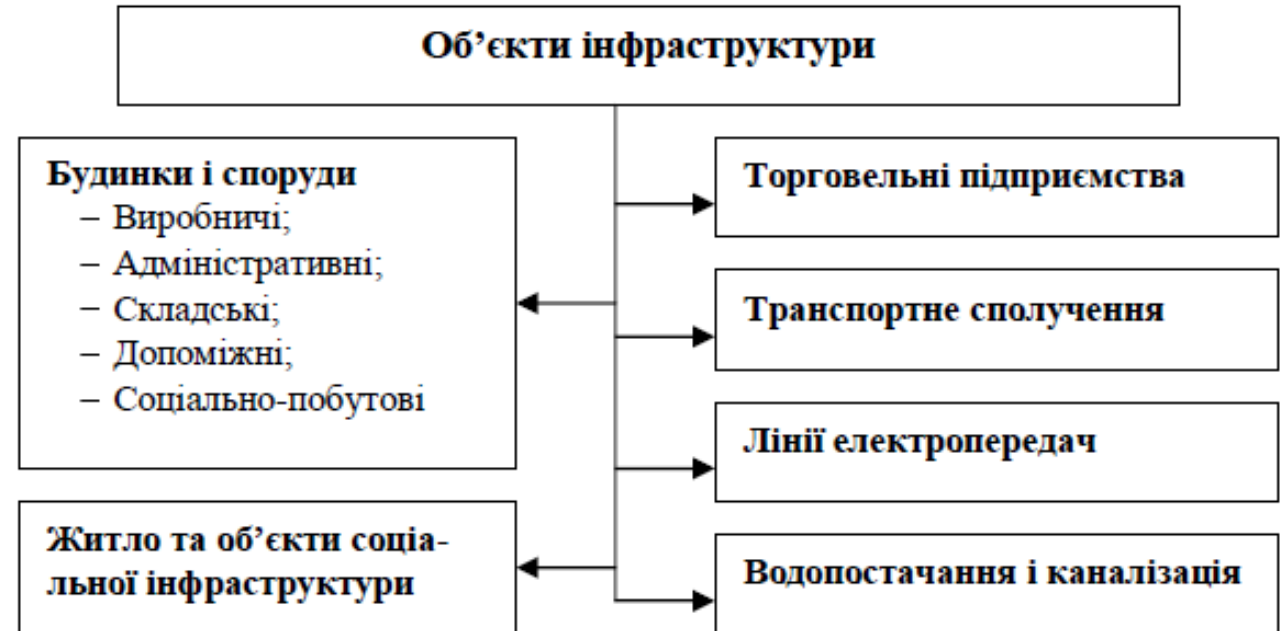 Об’єкти інфраструктури
Будинки і споруди
– Виробничі;
– Адміністративні;
– Складські;
– Допоміжні;
– Соціально-побутові
Житло та об’єкти соціа-
льної інфраструктури
Торговельні підприємства
Транспортне сполучення
Лінії електропередач
Водопостачання і каналізація